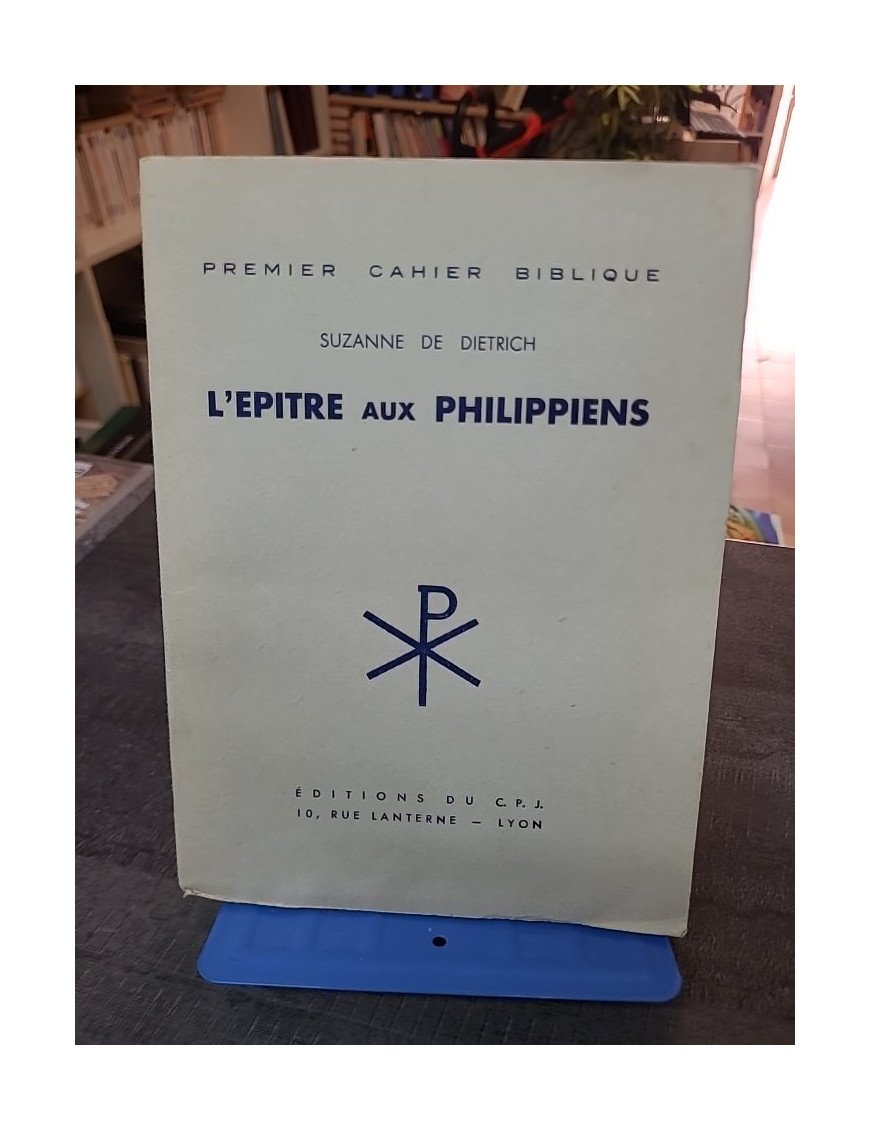 PREMIER CAHIER BIBLIQUE
SUZANNE DE DIETRICH
L'EPITRE AUX PHILIPPIENS
ÉDITIONS DU C. P. J.
10, RUE LANTERNE — LYON